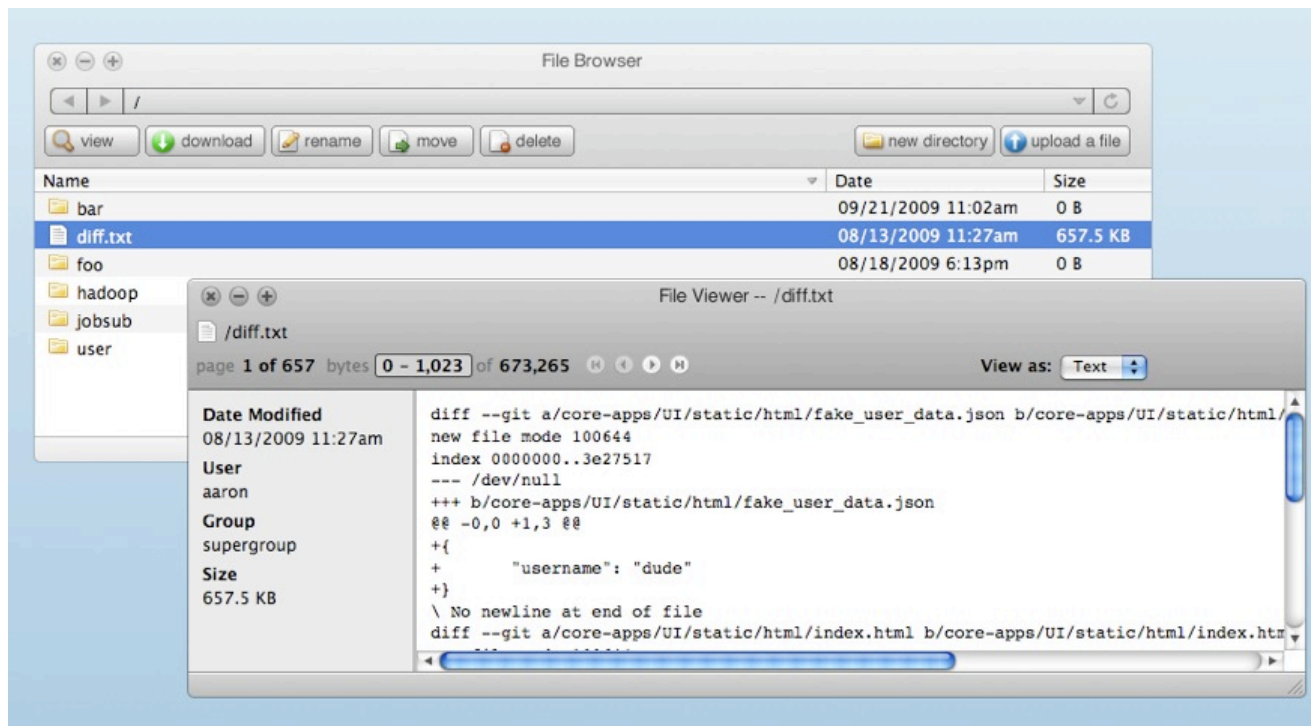 File Browser
/
view download rename move delete new directory upload a file
Name Date Size
bar 09/21/2009 11:02am 0 B
diff.txt 08/13/2009 11:27am 657.5 KB
foo 08/18/2009 6:13pm 0 B
hadoop
jobsub
user
File Viewer -- /diff.txt
/diff.txt
page 1 of 657 bytes 0 - 1,023 of 673,265 View as: Text
Date Modified
08/13/2009 11:27am
User
aaron
Group
supergroup
Size
657.5 KB
diff --git a/core-apps/UI/static/html/fake_user_data.json b/core-apps/UI/static/html/
new file mode 100644
index 0000000..3e27517
--- /dev/null
+++ b/core-apps/UI/static/html/fake_user_data.json
@@ -0,0 +1,3 @@
+{
+       "username": "dude"
+}
\ No newline at end of file
diff --git a/core-apps/UI/static/html/index.html b/core-apps/UI/static/html/index.htm